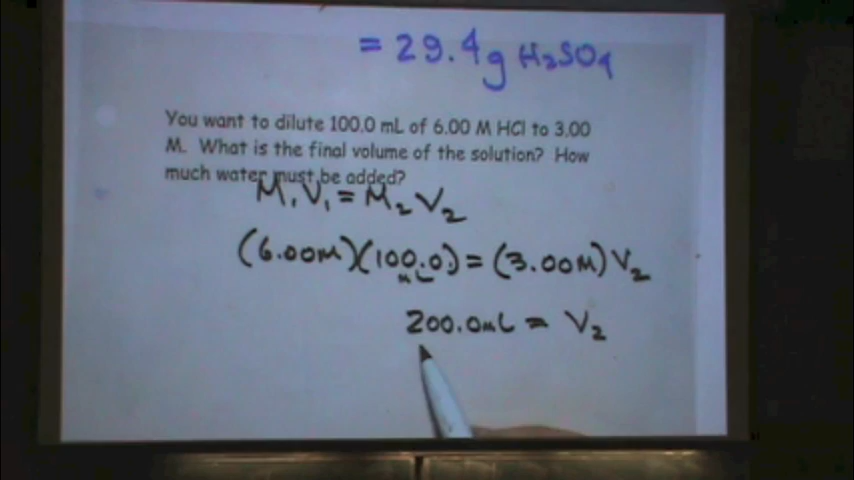 = 29.4g H₂SO₄
You want to dilute 100.0 mL of 6.00 M HCl to 3.00
M. What is the final volume of the solution? How
much water must be added?
M₁V₁ = M₂V₂
(6.00M)(100.0) = (3.00M)V₂
mL
200.0mL = V₂